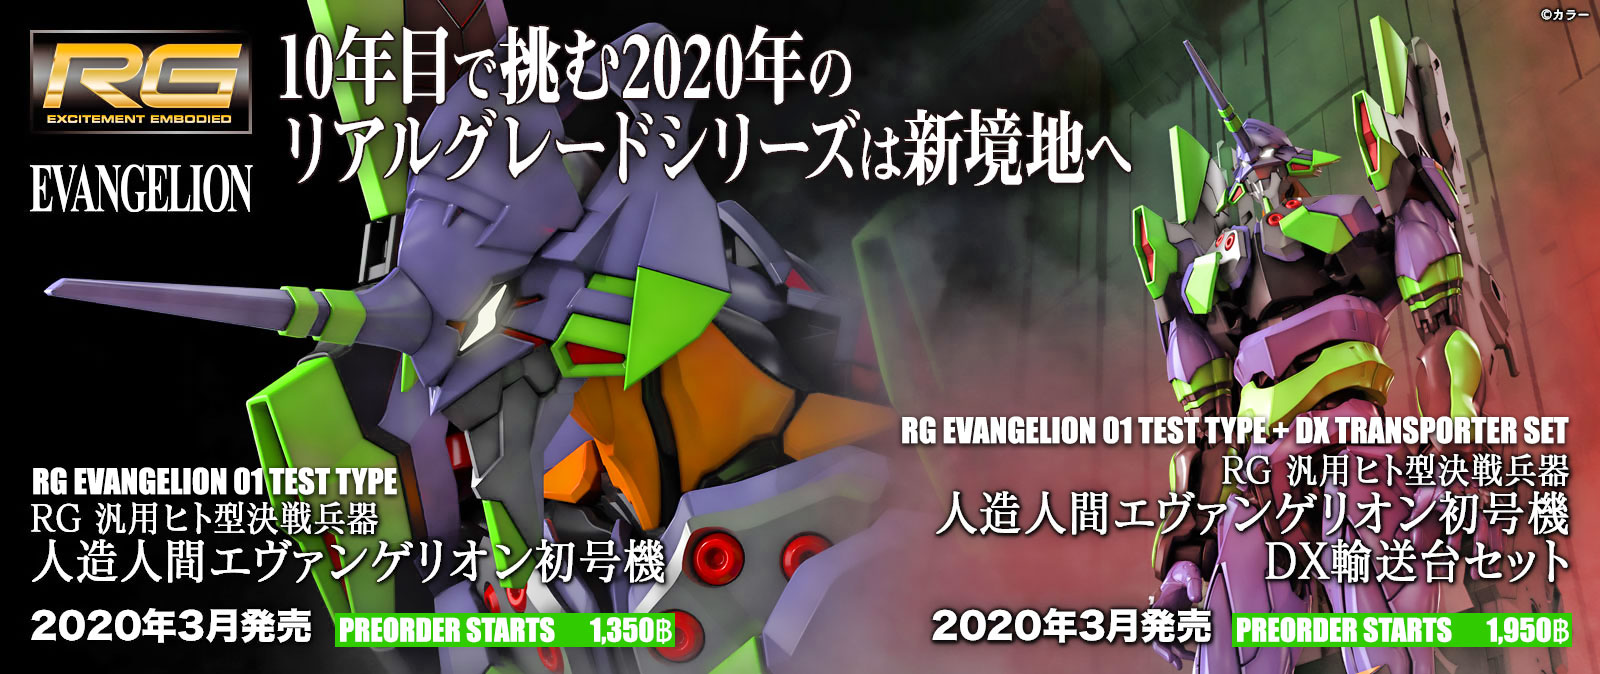 ©カラー
RG
EXCITEMENT EMBODIED
EVANGELION
10年目で挑む2020年の
リアルグレードシリーズは新境地へ
RG EVANGELION 01 TEST TYPE
RG 汎用ヒト型決戦兵器
人造人間エヴァンゲリオン初号機
2020年3月発売
PREORDER STARTS 1,350฿
RG EVANGELION 01 TEST TYPE + DX TRANSPORTER SET
RG 汎用ヒト型決戦兵器
人造人間エヴァンゲリオン初号機
DX輸送台セット
2020年3月発売
PREORDER STARTS 1,950฿